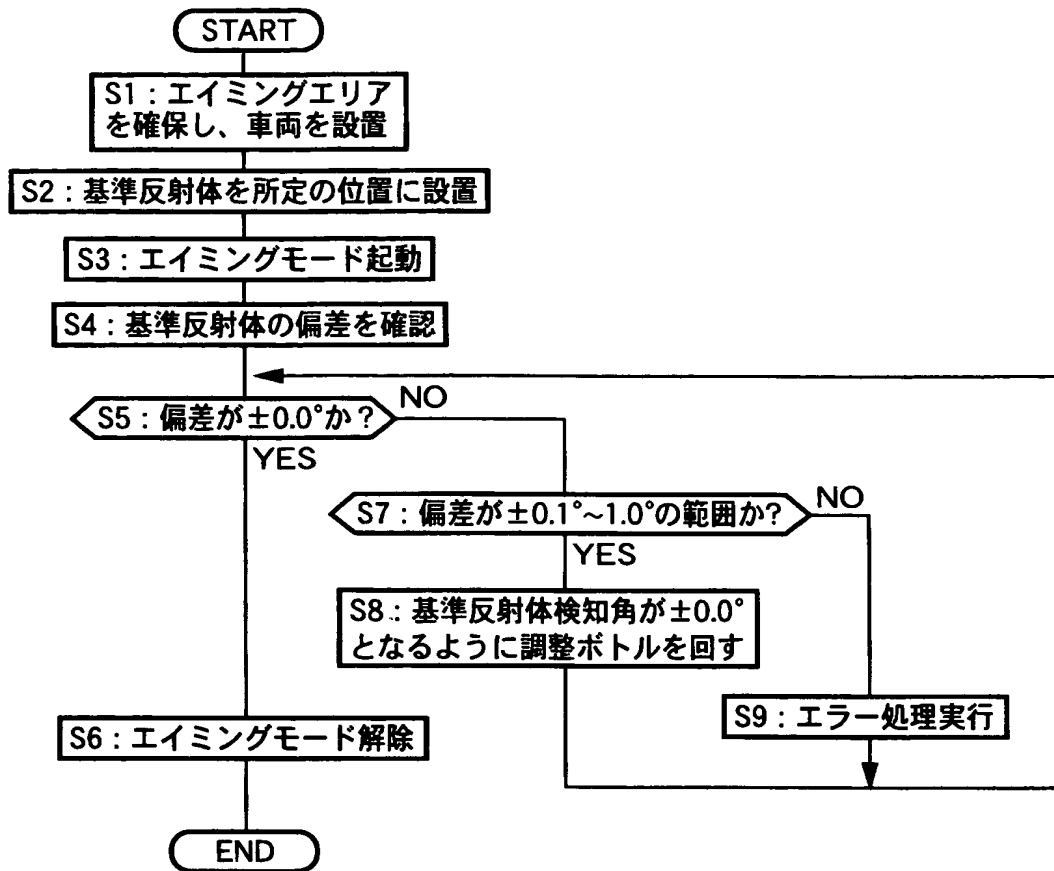 START
S1：エイミングエリア
を確保し、車両を設置
S2：基準反射体を所定の位置に設置
S3：エイミングモード起動
S4：基準反射体の偏差を確認
S5：偏差が±0.0°か？
NO
YES
S7：偏差が±0.1°~1.0°の範囲か?
NO
YES
S8：基準反射体検知角が±0.0°
となるように調整ボトルを回す
S9：エラー処理実行
S6：エイミングモード解除
END